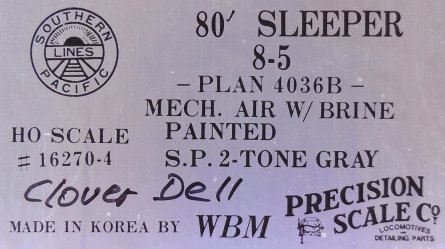 SOUTHERN
LINES
PACIFIC
80' SLEEPER
8-5
- PLAN 4036B -
MECH. AIR W/ BRINE
HO SCALE PAINTED
# 16270-4 S.P. 2-TONE GRAY
Clover Dell
PRECISION
SCALE Co
LOCOMOTIVES
AND
DETAILING PARTS
MADE IN KOREA BY WBM